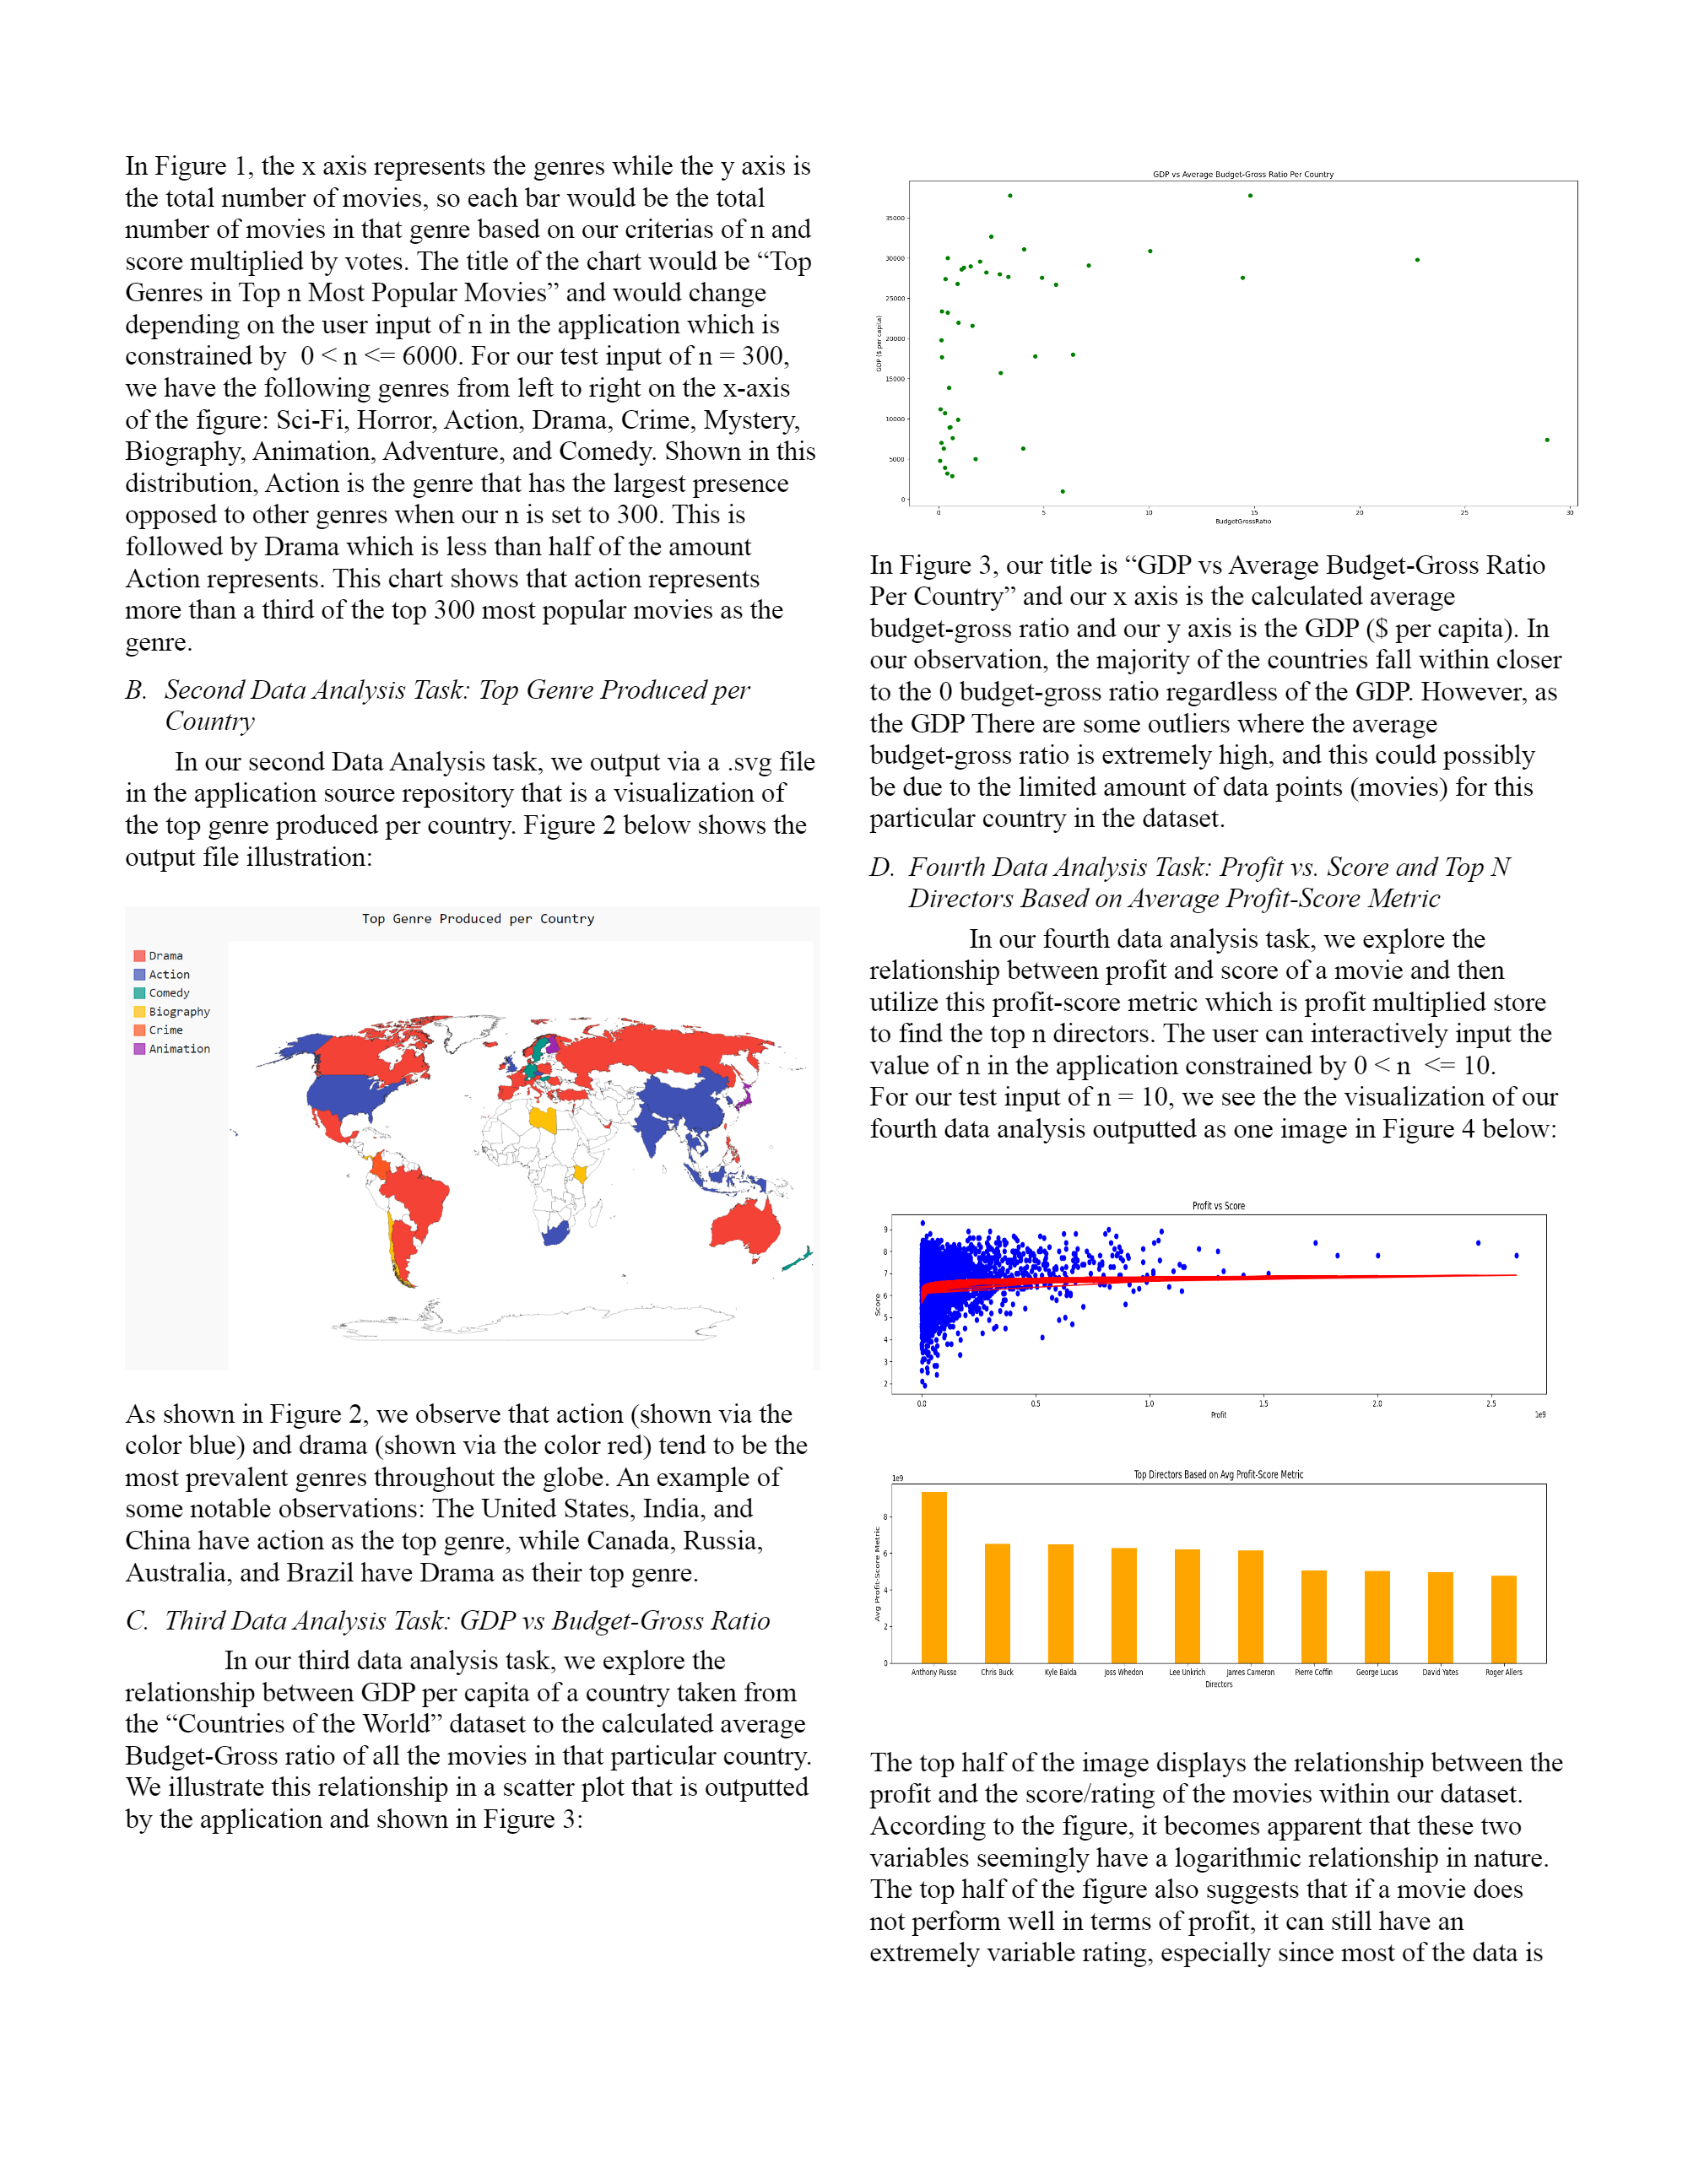 In Figure 1, the x axis represents the genres while the y axis is
the total number of movies, so each bar would be the total
number of movies in that genre based on our criterias of n and
score multiplied by votes. The title of the chart would be “Top
Genres in Top n Most Popular Movies” and would change
depending on the user input of n in the application which is
constrained by  0 < n <= 6000. For our test input of n = 300,
we have the following genres from left to right on the x-axis
of the figure: Sci-Fi, Horror, Action, Drama, Crime, Mystery,
Biography, Animation, Adventure, and Comedy. Shown in this
distribution, Action is the genre that has the largest presence
opposed to other genres when our n is set to 300. This is
followed by Drama which is less than half of the amount
Action represents. This chart shows that action represents
more than a third of the top 300 most popular movies as the
genre.
B. Second Data Analysis Task: Top Genre Produced per
Country
In our second Data Analysis task, we output via a .svg file
in the application source repository that is a visualization of
the top genre produced per country. Figure 2 below shows the
output file illustration:
Top Genre Produced per Country
Drama
Action
Comedy
Biography
Crime
Animation
As shown in Figure 2, we observe that action (shown via the
color blue) and drama (shown via the color red) tend to be the
most prevalent genres throughout the globe. An example of
some notable observations: The United States, India, and
China have action as the top genre, while Canada, Russia,
Australia, and Brazil have Drama as their top genre.
C. Third Data Analysis Task: GDP vs Budget-Gross Ratio
In our third data analysis task, we explore the
relationship between GDP per capita of a country taken from
the “Countries of the World” dataset to the calculated average
Budget-Gross ratio of all the movies in that particular country.
We illustrate this relationship in a scatter plot that is outputted
by the application and shown in Figure 3:
GDP vs Average Budget-Gross Ratio Per Country
GDP ($ per capita)
35000
30000
25000
20000
15000
10000
5000
0
0 5 10 15 20 25 30
BudgetGrossRatio
In Figure 3, our title is “GDP vs Average Budget-Gross Ratio
Per Country” and our x axis is the calculated average
budget-gross ratio and our y axis is the GDP ($ per capita). In
our observation, the majority of the countries fall within closer
to the 0 budget-gross ratio regardless of the GDP. However, as
the GDP There are some outliers where the average
budget-gross ratio is extremely high, and this could possibly
be due to the limited amount of data points (movies) for this
particular country in the dataset.
D. Fourth Data Analysis Task: Profit vs. Score and Top N
Directors Based on Average Profit-Score Metric
In our fourth data analysis task, we explore the
relationship between profit and score of a movie and then
utilize this profit-score metric which is profit multiplied store
to find the top n directors. The user can interactively input the
value of n in the application constrained by 0 < n  <= 10.
For our test input of n = 10, we see the the visualization of our
fourth data analysis outputted as one image in Figure 4 below:
Profit vs Score
Score
9
8
7
6
5
4
3
2
0.0 0.5 1.0 1.5 2.0 2.5
Profit 1e9
Top Directors Based on Avg Profit-Score Metric
1e9
Avg Profit-Score Metric
8
6
4
2
0
Anthony Russo Chris Buck Kyle Balda Joss Whedon Lee Unkrich James Cameron Pierre Coffin George Lucas David Yates Roger Allers
Directors
The top half of the image displays the relationship between the
profit and the score/rating of the movies within our dataset.
According to the figure, it becomes apparent that these two
variables seemingly have a logarithmic relationship in nature.
The top half of the figure also suggests that if a movie does
not perform well in terms of profit, it can still have an
extremely variable rating, especially since most of the data is